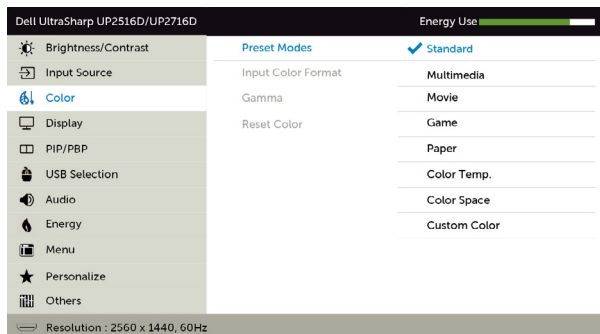 Dell UltraSharp UP2516D/UP2716D Energy Use
Brightness/Contrast Preset Modes Standard
Input Source Input Color Format Multimedia
Color Gamma Movie
Display Reset Color Game
PIP/PBP Paper
USB Selection Color Temp.
Audio Color Space
Energy Custom Color
Menu
Personalize
Others
Resolution : 2560 x 1440, 60Hz